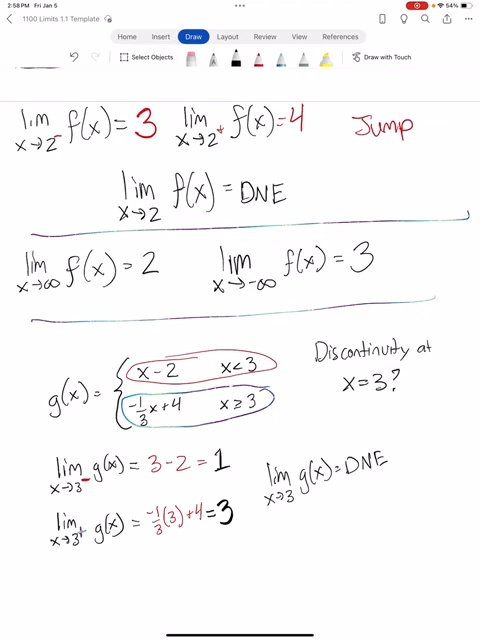 2:58 PM Fri Jan 5
54%
1100 Limits 1.1 Template
Home Insert Draw Layout Review View References
Select Objects
Draw with Touch
lim x→2⁻ f(x) = 3 lim x→2⁺ f(x) = 4 Jump
lim x→2 f(x) = DNE
lim x→∞ f(x) = 2 lim x→-∞ f(x) = 3
g(x) = { x - 2 x < 3
-1/3 x + 4 x ≥ 3
Discontinuity at
x = 3?
lim x→3⁻ g(x) = 3 - 2 = 1
lim x→3 g(x) = DNE
lim x→3⁺ g(x) = -1/3 (3) + 4 = 3